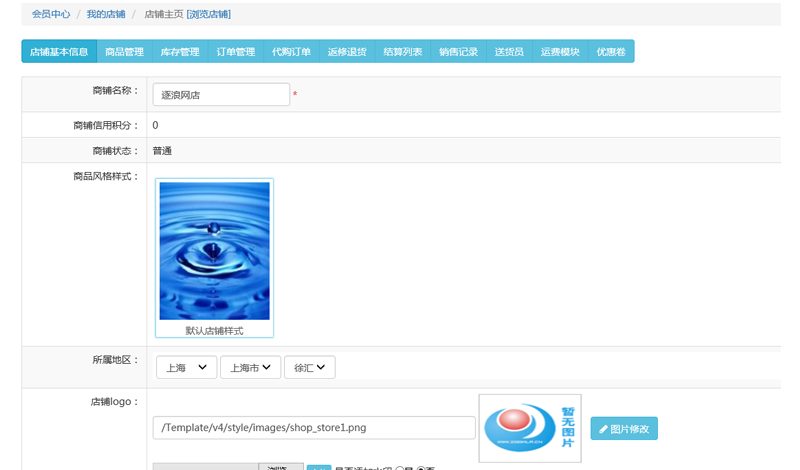 会员中心 / 我的店铺 / 店铺主页 [浏览店铺]
店铺基本信息 商品管理 库存管理 订单管理 代购订单 返修退货 结算列表 销售记录 送货员 运费模块 优惠卷
商铺名称： 逐浪网店 *
商铺信用积分： 0
商铺状态： 普通
商品风格样式：
默认店铺样式
所属地区： 上海 上海市 徐汇
店铺logo：
/Template/v4/style/images/shop_store1.png
暂无图片
图片修改